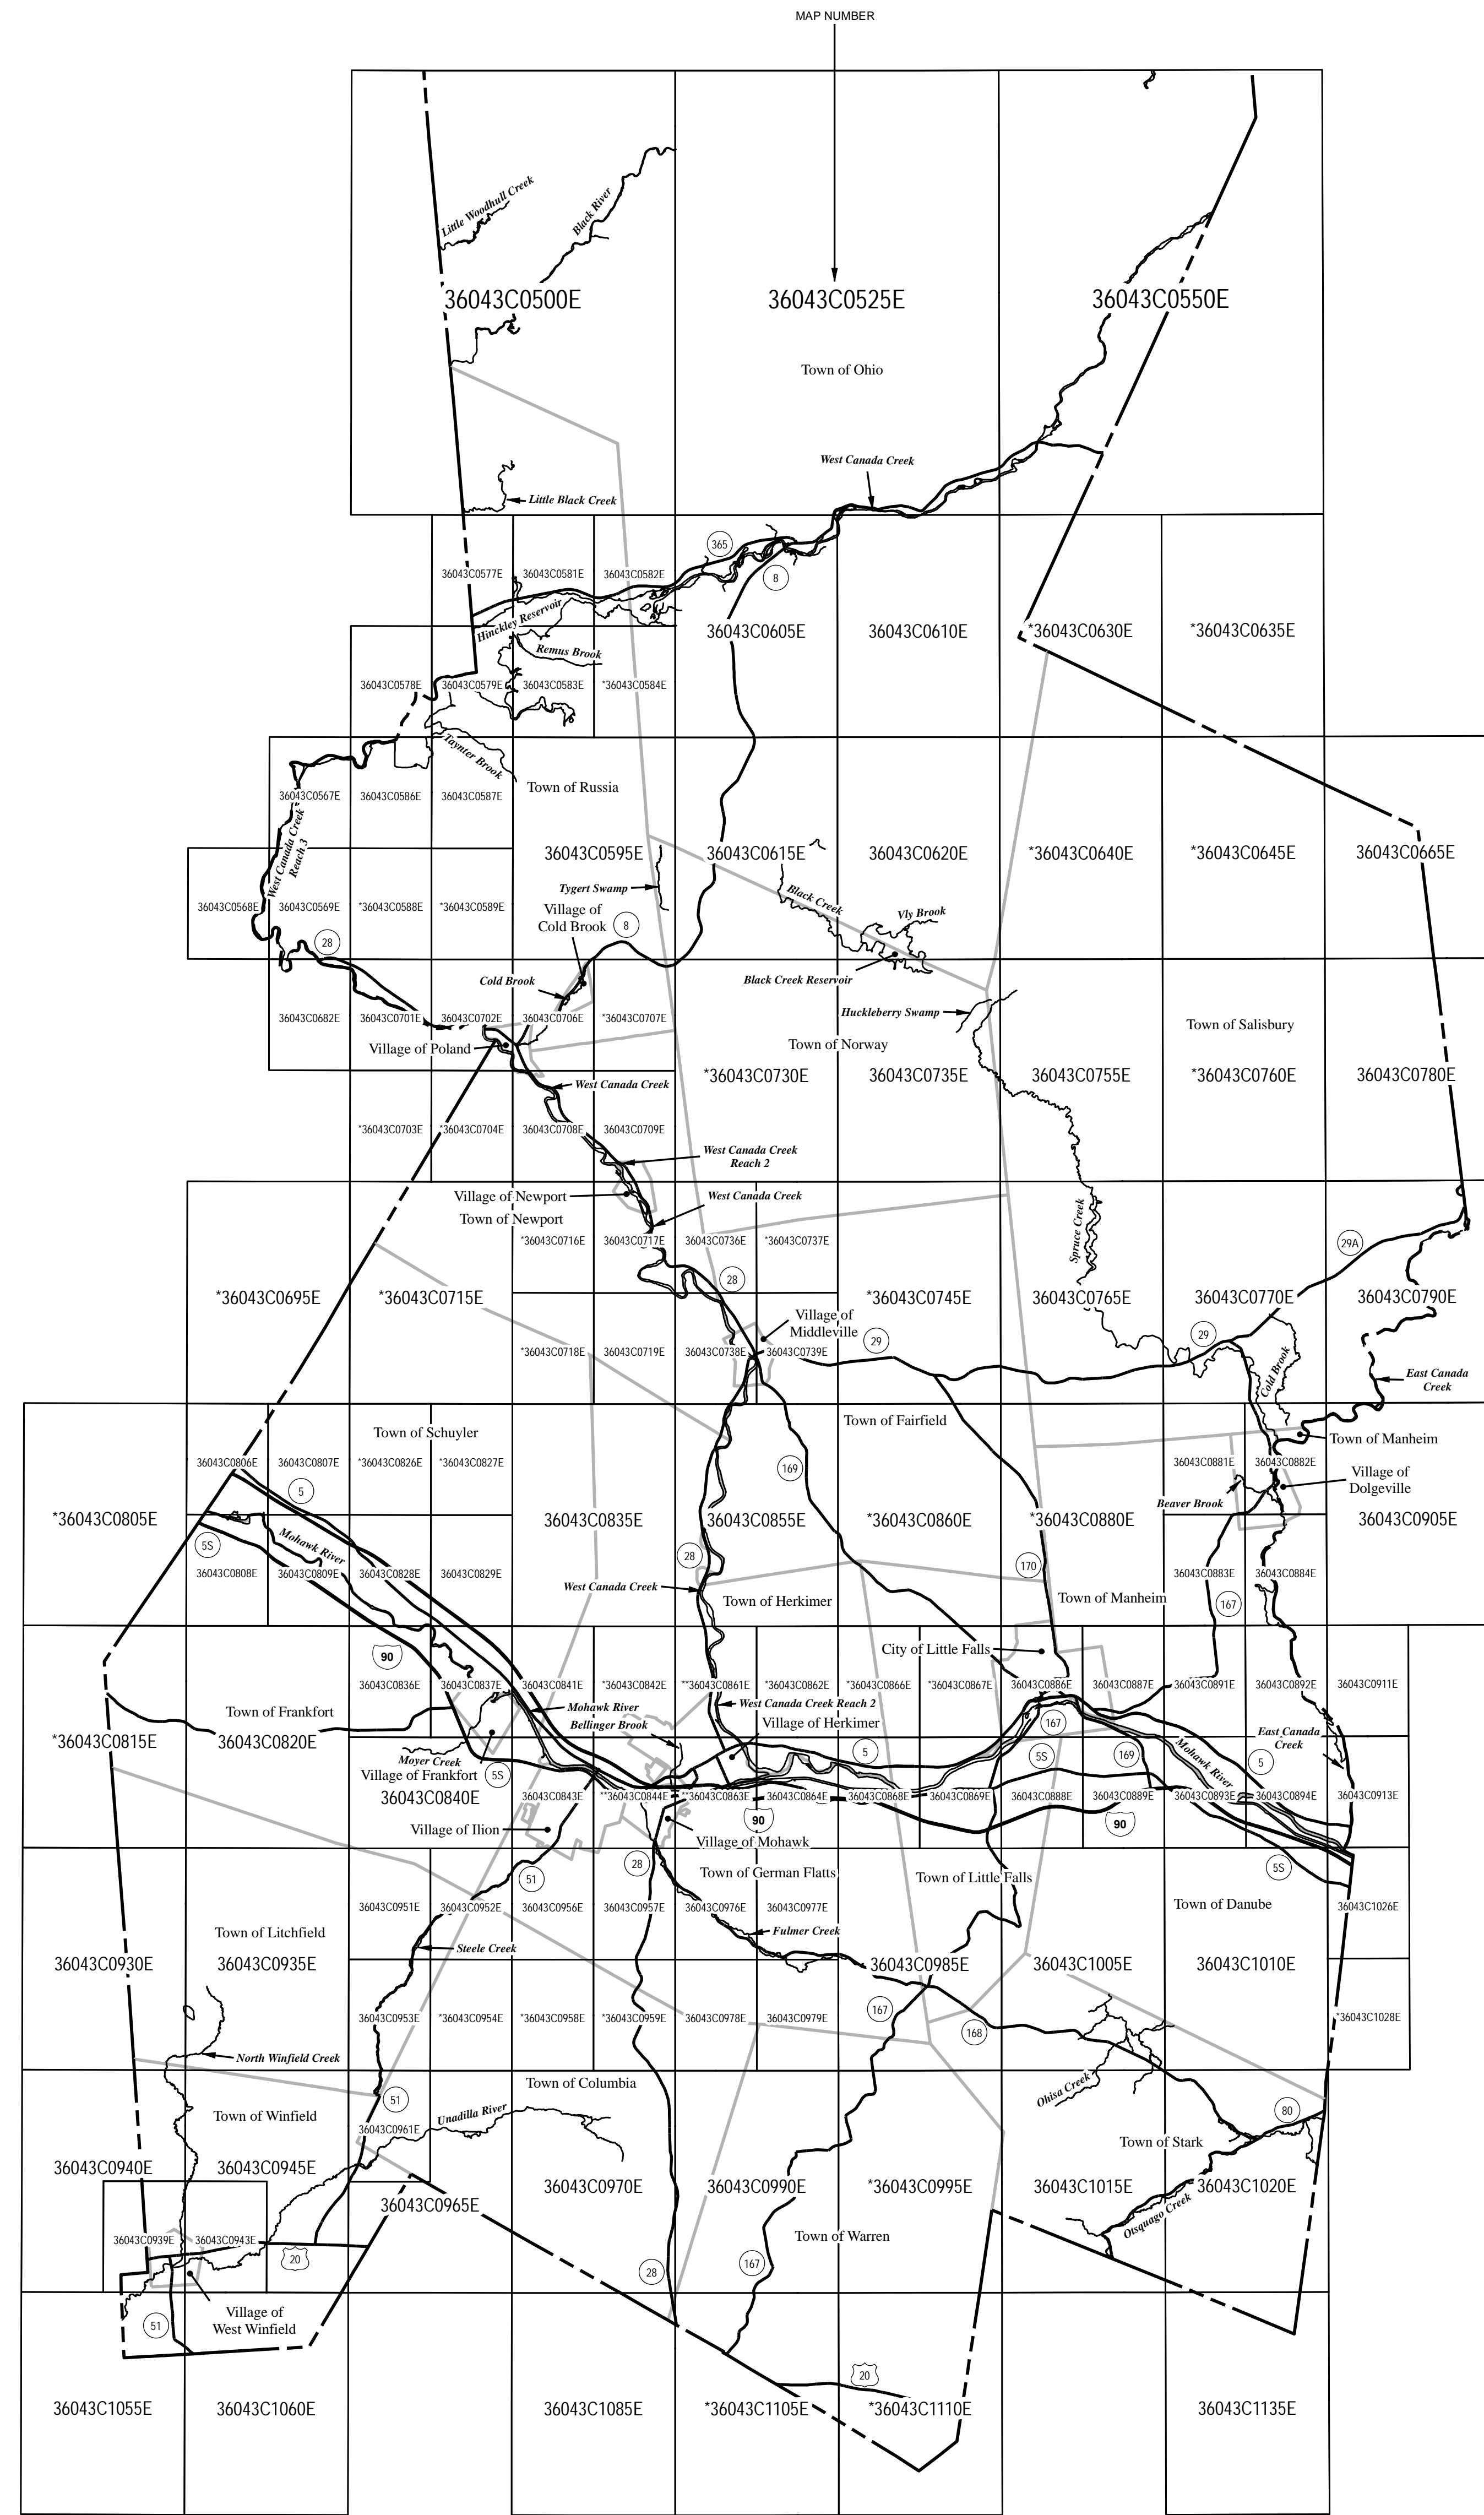 MAP NUMBER
Little Woodhull Creek
Black River
36043C0500E
36043C0525E
36043C0550E
Town of Ohio
West Canada Creek
Little Black Creek
365
8
36043C0577E
36043C0581E
36043C0582E
Hinckley Reservoir
36043C0605E
36043C0610E
*36043C0630E
*36043C0635E
Remus Brook
36043C0578E
36043C0579E
36043C0583E
*36043C0584E
Taynter Brook
Town of Russia
36043C0567E
36043C0586E
36043C0587E
West Canada Creek
Reach 3
36043C0595E
36043C0615E
36043C0620E
*36043C0640E
*36043C0645E
36043C0665E
Tygert Swamp
Black Creek
Vly Brook
36043C0568E
36043C0569E
*36043C0588E
*36043C0589E
Village of
Cold Brook
8
28
Cold Brook
Black Creek Reservoir
Huckleberry Swamp
36043C0682E
36043C0701E
36043C0702E
36043C0706E
*36043C0707E
Town of Salisbury
Village of Poland
Town of Norway
*36043C0730E
36043C0735E
36043C0755E
*36043C0760E
36043C0780E
West Canada Creek
*36043C0703E
*36043C0704E
36043C0708E
36043C0709E
West Canada Creek
Reach 2
Village of Newport
West Canada Creek
Town of Newport
Spruce Creek
*36043C0716E
36043C0717E
36043C0736E
*36043C0737E
29A
28
*36043C0695E
*36043C0715E
*36043C0745E
36043C0765E
36043C0770E
36043C0790E
Village of
Middleville
29
29
*36043C0718E
36043C0719E
36043C0738E
36043C0739E
Cold Brook
East Canada
Creek
Town of Schuyler
Town of Fairfield
Town of Manheim
36043C0806E
36043C0807E
*36043C0826E
*36043C0827E
169
36043C0881E
36043C0882E
Village of
Dolgeville
5
Beaver Brook
*36043C0805E
36043C0835E
36043C0855E
*36043C0860E
*36043C0880E
36043C0905E
5S
Mohawk River
28
170
36043C0808E
36043C0809E
36043C0828E
36043C0829E
36043C0883E
36043C0884E
West Canada Creek
Town of Herkimer
Town of Manheim
167
90
City of Little Falls
36043C0836E
36043C0837E
36043C0841E
*36043C0842E
**36043C0861E
*36043C0862E
*36043C0866E
*36043C0867E
36043C0886E
36043C0887E
36043C0891E
36043C0892E
36043C0911E
Town of Frankfort
Mohawk River
West Canada Creek Reach 2
Bellinger Brook
Village of Herkimer
167
East Canada
Creek
*36043C0815E
36043C0820E
Moyer Creek
5
5S
169
Mohawk River
5
Village of Frankfort
5S
36043C0840E
36043C0843E
**36043C0844E
**36043C0863E
36043C0864E
36043C0868E
36043C0869E
36043C0888E
36043C0889E
36043C0893E
36043C0894E
36043C0913E
90
90
Village of Ilion
Village of Mohawk
28
51
Town of German Flatts
Town of Little Falls
5S
36043C0951E
36043C0952E
36043C0956E
36043C0957E
36043C0976E
36043C0977E
Town of Danube
36043C1026E
Town of Litchfield
Fulmer Creek
Steele Creek
36043C0930E
36043C0935E
36043C0985E
36043C1005E
36043C1010E
167
168
36043C0953E
*36043C0954E
*36043C0958E
*36043C0959E
36043C0978E
36043C0979E
*36043C1028E
North Winfield Creek
Town of Columbia
Ohisa Creek
51
Town of Winfield
Unadilla River
80
36043C0961E
Town of Stark
36043C0940E
36043C0945E
36043C0965E
36043C0970E
36043C0990E
*36043C0995E
36043C1015E
36043C1020E
Otsquago Creek
Town of Warren
36043C0939E
36043C0943E
20
28
167
Village of
West Winfield
51
20
36043C1055E
36043C1060E
36043C1085E
*36043C1105E
*36043C1110E
36043C1135E